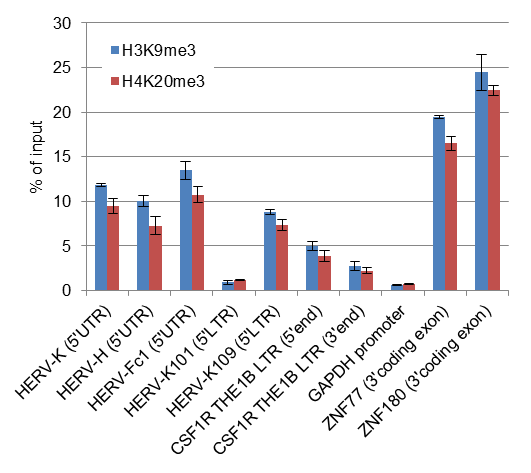 30
25
20
15
10
5
0
% of input
H3K9me3
H4K20me3
HERV-K (5'UTR)
HERV-H (5'UTR)
HERV-Fc1 (5'UTR)
HERV-K101 (5'LTR)
HERV-K109 (5'LTR)
CSF1R THE1B LTR (5'end)
CSF1R THE1B LTR (3'end)
GAPDH promoter
ZNF77 (3'coding exon)
ZNF180 (3'coding exon)